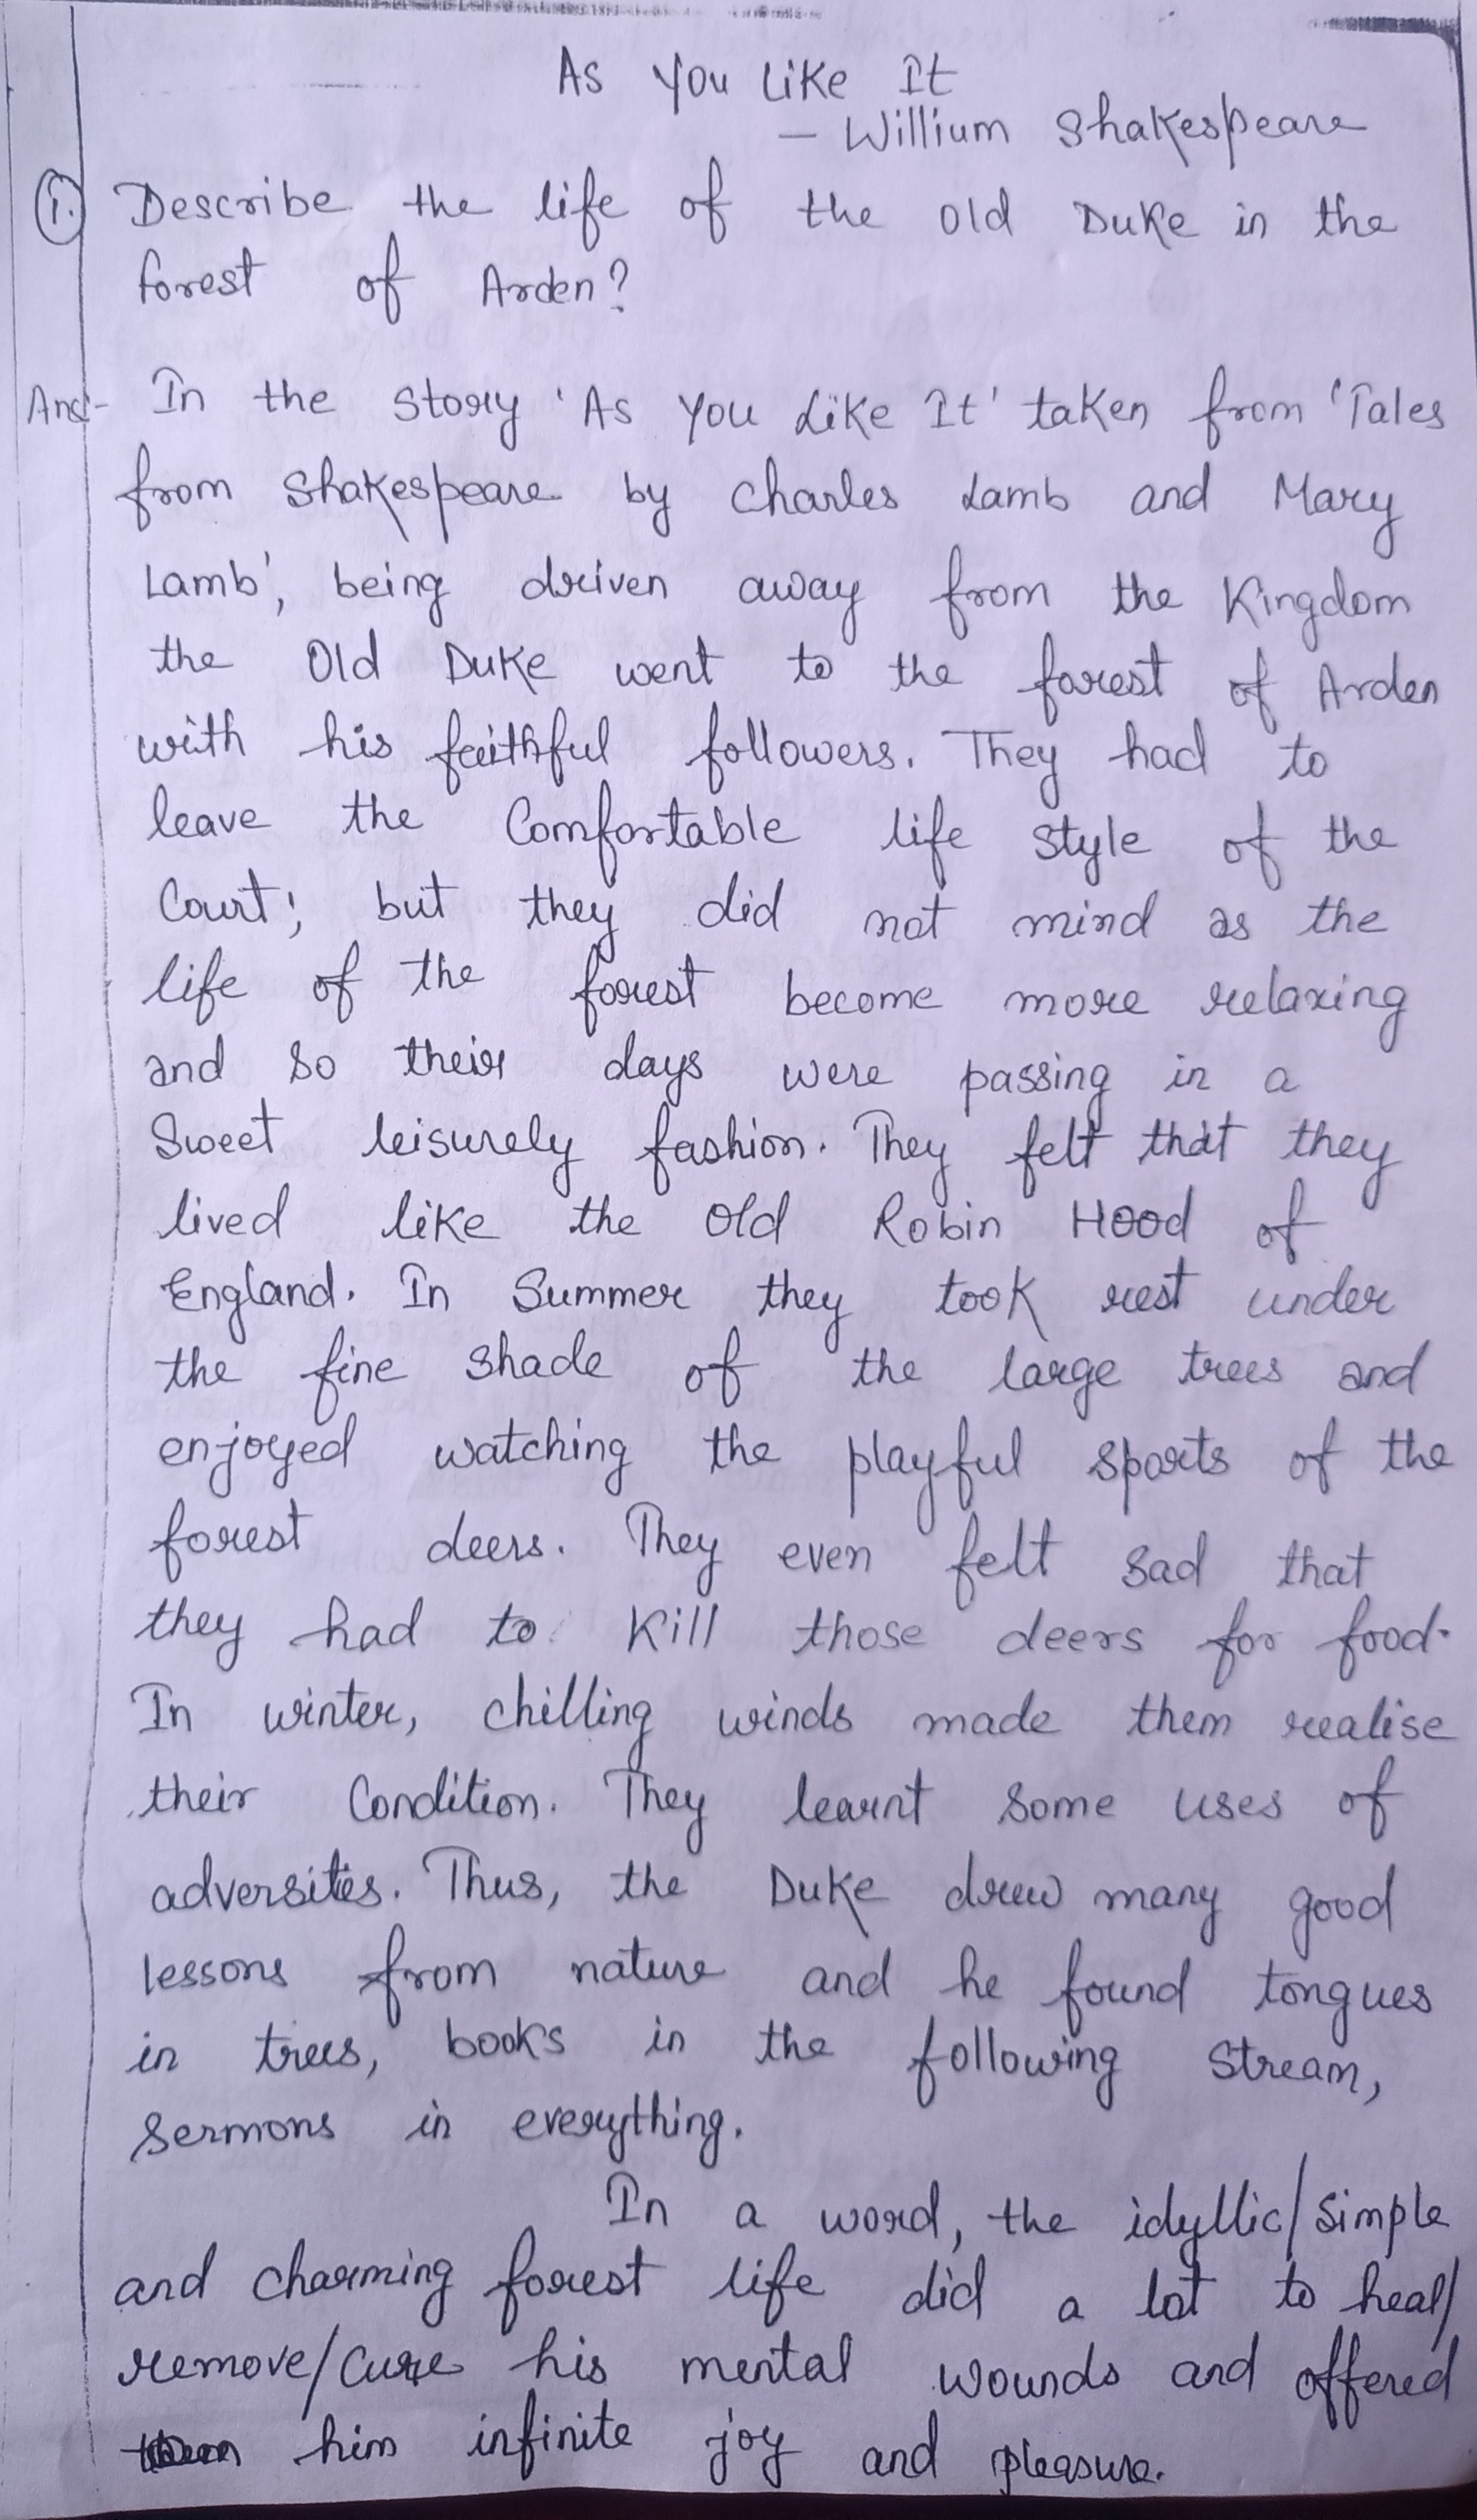 As You Like It
— Willium Shakespeare
1. Describe the life of the old Duke in the
forest of Arden?
Ans- In the story 'As You Like It' taken from 'Tales
from Shakespeare by Charles Lamb and Mary
Lamb', being driven away from the Kingdom
the Old Duke went to the forest of Arden
with his faithful followers. They had to
leave the Comfortable life style of the
Court; but they did not mind as the
life of the forest become more relaxing
and so their days were passing in a
Sweet leisurely fashion. They felt that they
lived like the old Robin Hood of
England. In Summer they took rest under
the fine shade of the large trees and
enjoyed watching the playful sports of the
forest deers. They even felt sad that
they had to Kill those deers for food.
In winter, chilling winds made them realise
their Condition. They learnt some uses of
adversities. Thus, the Duke drew many good
lessons from nature and he found tongues
in trees, books in the following stream,
Sermons in everything.
In a word, the idyllic/simple
and charming forest life did a lot to heal/
remove/cure his mental wounds and offered
him infinite joy and pleasure.